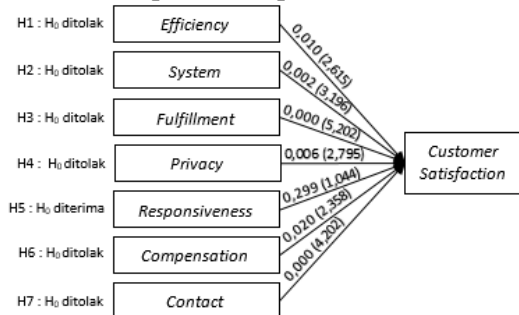 H1 : H₀ ditolak
Efficiency
0,010 (2,615)
H2 : H₀ ditolak
System
0,002 (3,196)
H3 : H₀ ditolak
Fulfillment
0,000 (5,202)
H4 : H₀ ditolak
Privacy
0,006 (2,795)
Customer
Satisfaction
H5 : H₀ diterima
Responsiveness
0,299 (1,044)
H6 : H₀ ditolak
Compensation
0,020 (2,358)
H7 : H₀ ditolak
Contact
0,000 (4,202)